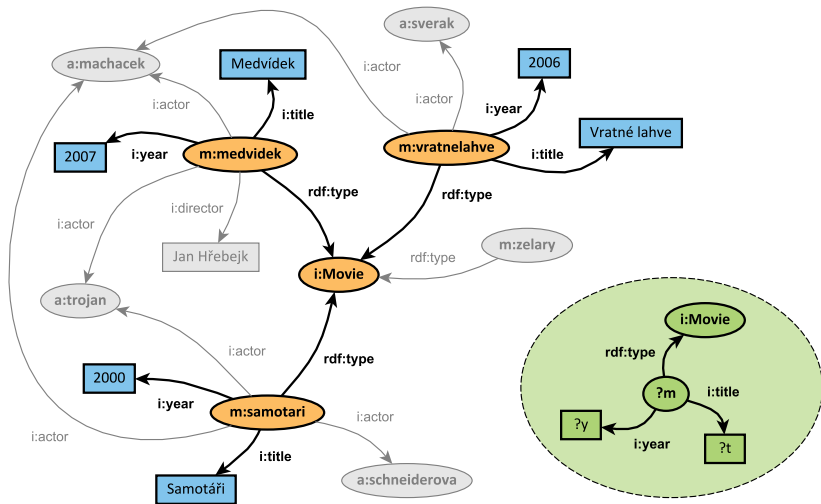 a:sverak
i:actor
a:machacek
Medvídek
2006
i:actor
i:actor
i:title
i:year
Vratné lahve
2007
i:year
m:medvidek
m:vratnelahve
i:title
rdf:type
rdf:type
i:actor
i:director
Jan Hřebejk
m:zelary
rdf:type
i:Movie
a:trojan
i:actor
rdf:type
2000
i:year
m:samotari
i:actor
i:title
i:actor
Samotáři
a:schneiderova
i:Movie
rdf:type
?m
i:title
?y
i:year
?t